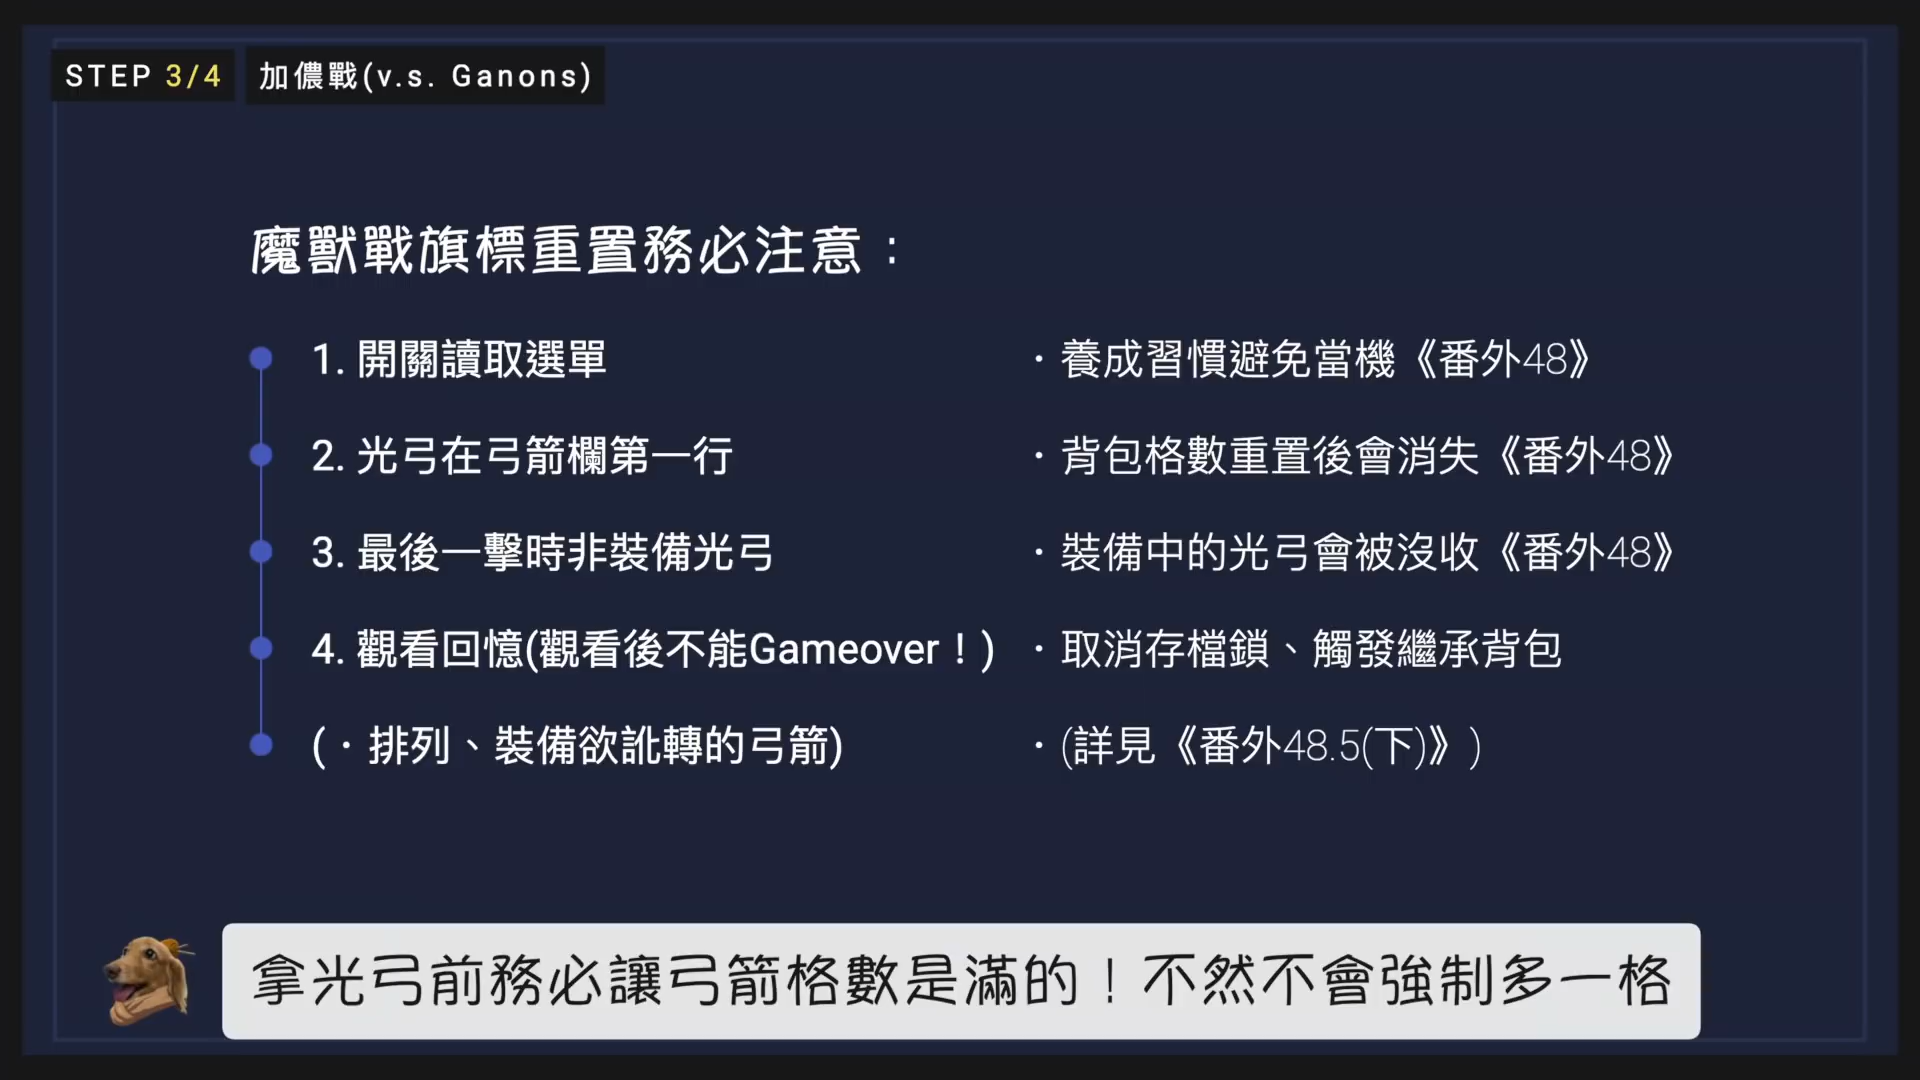 STEP 3/4 加儂戰(v.s. Ganons)
魔獸戰旗標重置務必注意：
1. 開關讀取選單 ・養成習慣避免當機《番外48》
2. 光弓在弓箭欄第一行 ・背包格數重置後會消失《番外48》
3. 最後一擊時非裝備光弓 ・裝備中的光弓會被沒收《番外48》
4. 觀看回憶(觀看後不能Gameover！) ・取消存檔鎖、觸發繼承背包
(・排列、裝備欲訛轉的弓箭) ・(詳見《番外48.5(下)》)
拿光弓前務必讓弓箭格數是滿的！不然不會強制多一格